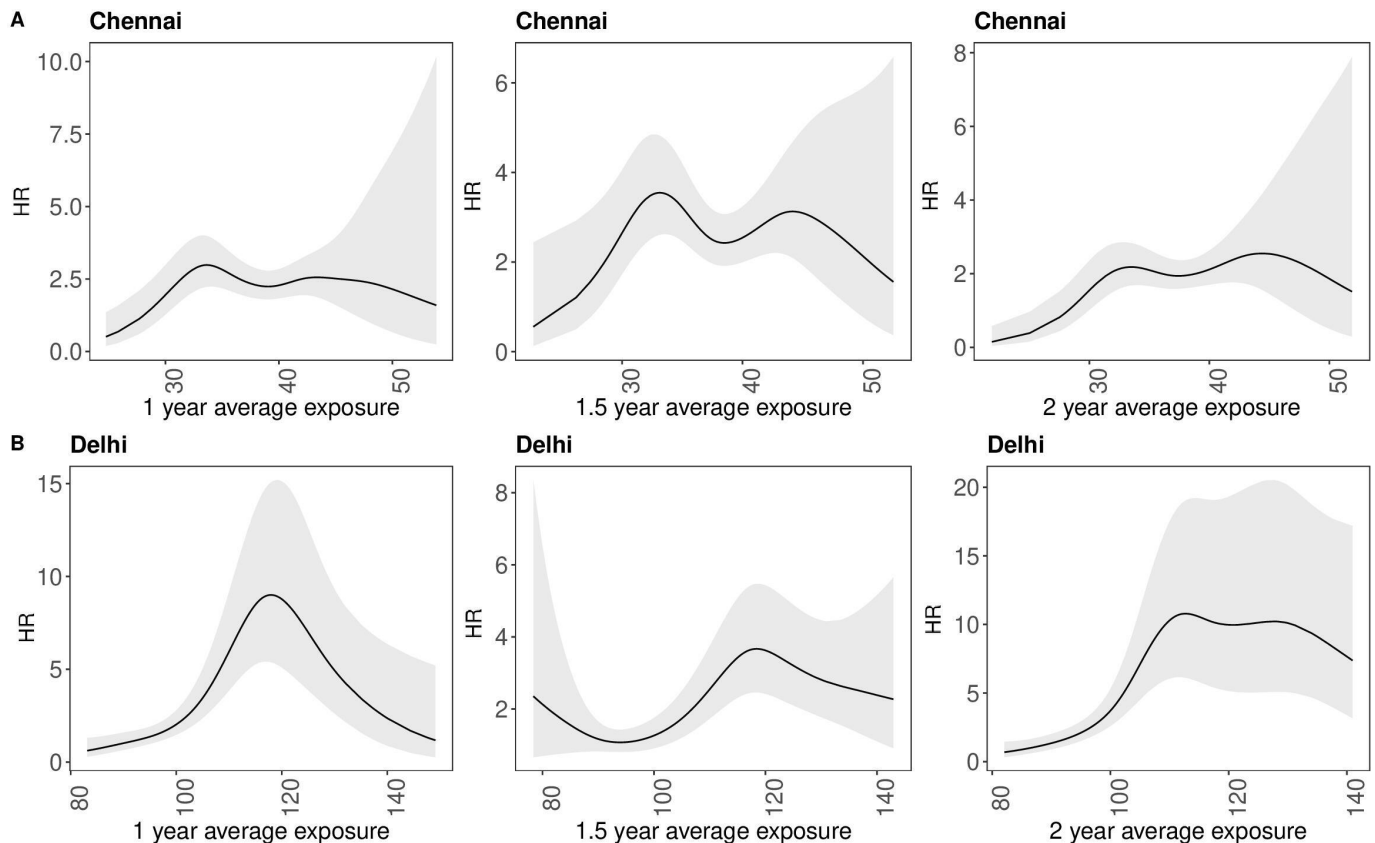 A
Chennai
Chennai
Chennai
HR
10.0
7.5
5.0
2.5
0.0
30
40
50
1 year average exposure
HR
6
4
2
0
30
40
50
1.5 year average exposure
HR
8
6
4
2
0
30
40
50
2 year average exposure
B
Delhi
Delhi
Delhi
HR
15
10
5
0
80
100
120
140
1 year average exposure
HR
8
6
4
2
80
100
120
140
1.5 year average exposure
HR
20
15
10
5
0
80
100
120
140
2 year average exposure